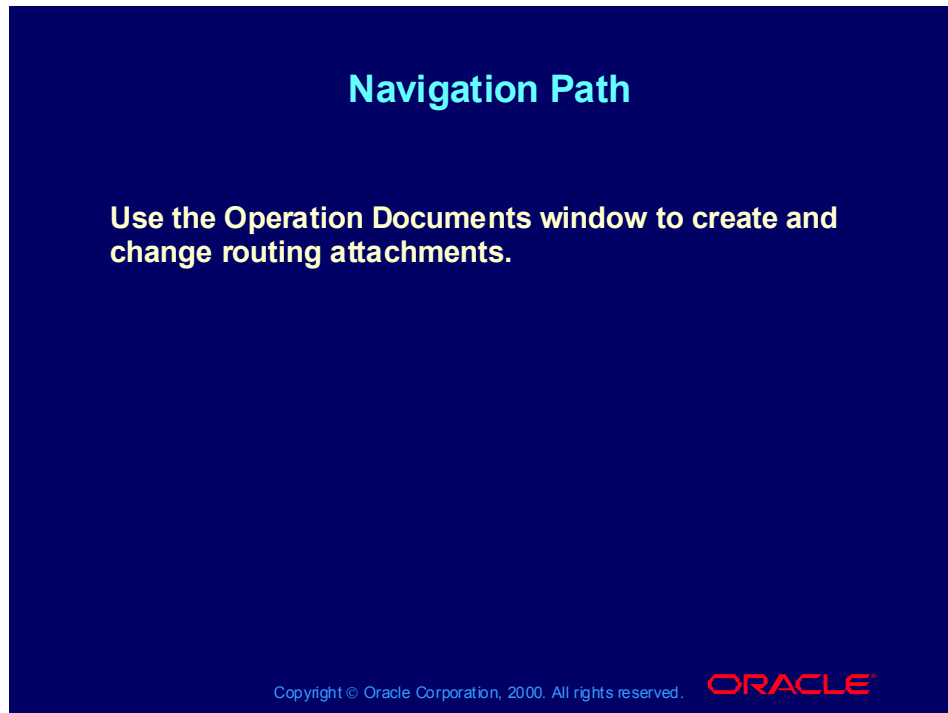 Navigation Path
Use the Operation Documents window to create and
change routing attachments.
Copyright © Oracle Corporation, 2000. All rights reserved.
ORACLE®